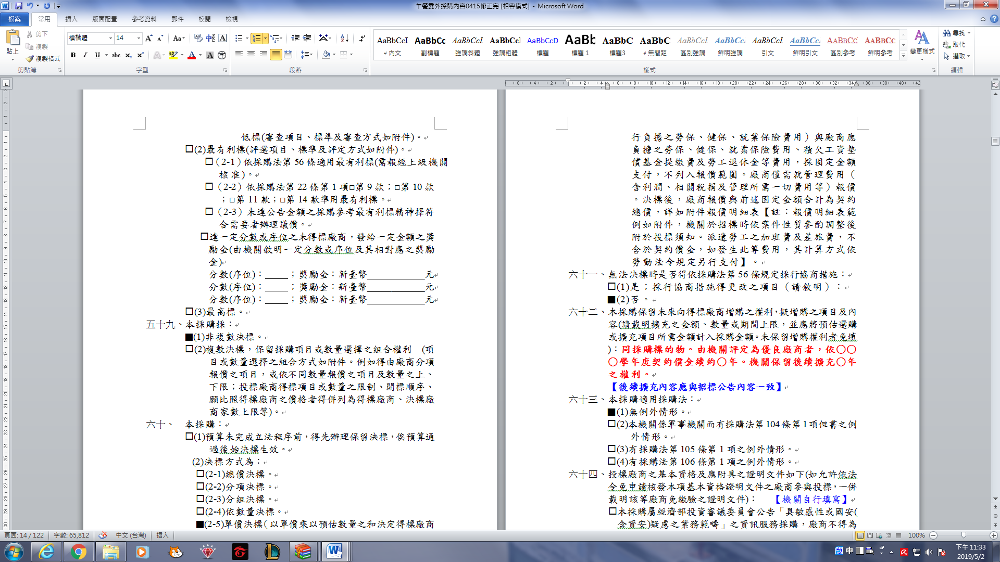 午餐委外採購內容0415修正完 [相容模式] - Microsoft Word
檔案 常用 插入 版面配置 參考資料 郵件 校閱 檢視
貼上 剪下 複製 複製格式 剪貼簿
標楷體 14 字型
段落
AaBbCcI AaBbCc AaBbCcL AaBbCcI AaBbCcD AaBb AaBbC AaBbC AaBbCcL AaBbCcL AaBbCcL AaBbCcL AaBbCc AaBbCc
內文 副標題 強調斜體 強調粗體 標題 標題 1 標題3 無間距 區別強調 鮮明強調 引文 鮮明引文 區別參考 鮮明參考
變更樣式 樣式
尋找 取代 選取 編輯
低標(審查項目、標準及審查方式如附件)。
□(2)最有利標(評選項目、標準及評定方式如附件)。
□（2-1）依採購法第 56 條適用最有利標(需報經上級機關
核准)。
□（2-2）依採購法第 22 條第 1 項□第 9 款；□第 10 款
；□第 11 款；□第 14 款準用最有利標。
□（2-3）未達公告金額之採購參考最有利標精神擇符
合需要者辦理議價。
□達一定分數或序位之未得標廠商，發給一定金額之獎
勵金(由機關敘明一定分數或序位及其相對應之獎勵
金)
分數(序位)：_____；獎勵金：新臺幣____________元
分數(序位)：_____；獎勵金：新臺幣____________元
分數(序位)：_____；獎勵金：新臺幣____________元
□(3)最高標。
五十九、本採購採：
■(1)非複數決標。
□(2)複數決標，保留採購項目或數量選擇之組合權利 (項
目或數量選擇之組合方式如附件。例如得由廠商分項
報價之項目，或依不同數量報價之項目及數量之上、
下限；投標廠商得標項目或數量之限制、開標順序、
願比照得標廠商之價格者得併列為得標廠商、決標廠
商家數上限等)。
六十、 本採購：
□(1)預算未完成立法程序前，得先辦理保留決標，俟預算通
過後始決標生效。
(2)決標方式為：
□(2-1)總價決標。
□(2-2)分項決標。
□(2-3)分組決標。
□(2-4)依數量決標。
■(2-5)單價決標（以單價乘以預估數量之和決定得標廠商
行負擔之勞保、健保、就業保險費用）與廠商應
負擔之勞保、健保、就業保險費用、積欠工資墊
償基金提繳費及勞工退休金等費用，採固定金額
支付，不列入報價範圍。廠商僅需就管理費用（
含利潤、相關稅捐及管理所需一切費用等）報價
。決標後，廠商報價與前述固定金額合計為契約
總價，詳如附件報價明細表【註：報價明細表範
例如附件，機關於招標時依案件性質參酌調整後
附於投標須知。派遣勞工之加班費及差旅費，不
含於契約價金，如發生此等費用，其計算方式依
勞動法令規定另行支付】。
六十一、無法決標時是否得依採購法第 56 條規定採行協商措施：
□(1)是；採行協商措施得更改之項目（請敘明）：
■(2)否。
六十二、本採購保留未來向得標廠商增購之權利，擬增購之項目及內
容(請載明擴充之金額、數量或期間上限，並應將預估選購
或擴充項目所需金額計入採購金額。未保留增購權利者免填
)：同採購標的物。由機關評定為優良廠商者，依〇〇
〇學年度契約價金續約〇年。機關保留後續擴充〇年
之權利。
【後續擴充內容應與招標公告內容一致】
六十三、本採購適用採購法：
■(1)無例外情形。
□(2)本機關係軍事機關而有採購法第 104 條第 1 項但書之例
外情形。
□(3)有採購法第 105 條第 1 項之例外情形。
□(4)有採購法第 106 條第 1 項之例外情形。
六十四、投標廠商之基本資格及應附具之證明文件如下(如允許依法
令免申請核發本項基本資格證明文件之廠商參與投標，一併
載明該等廠商免繳驗之證明文件)： 【機關自行填寫】
□本採購屬經濟部投資審議委員會公告「具敏感性或國安(
含資安)疑慮之業務範疇」之資訊服務採購，廠商不得為
頁面: 14 / 122 字數: 65,812 中文 (台灣) 插入 100%
中 下午 11:33
2019/5/2